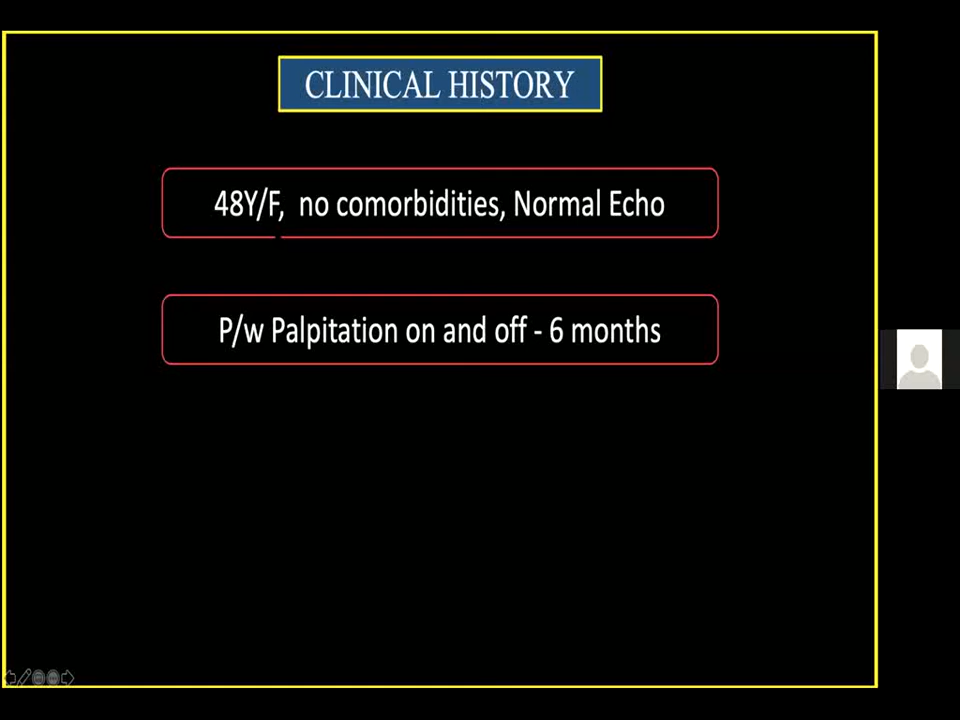 CLINICAL HISTORY
48Y/F, no comorbidities, Normal Echo
P/w Palpitation on and off - 6 months